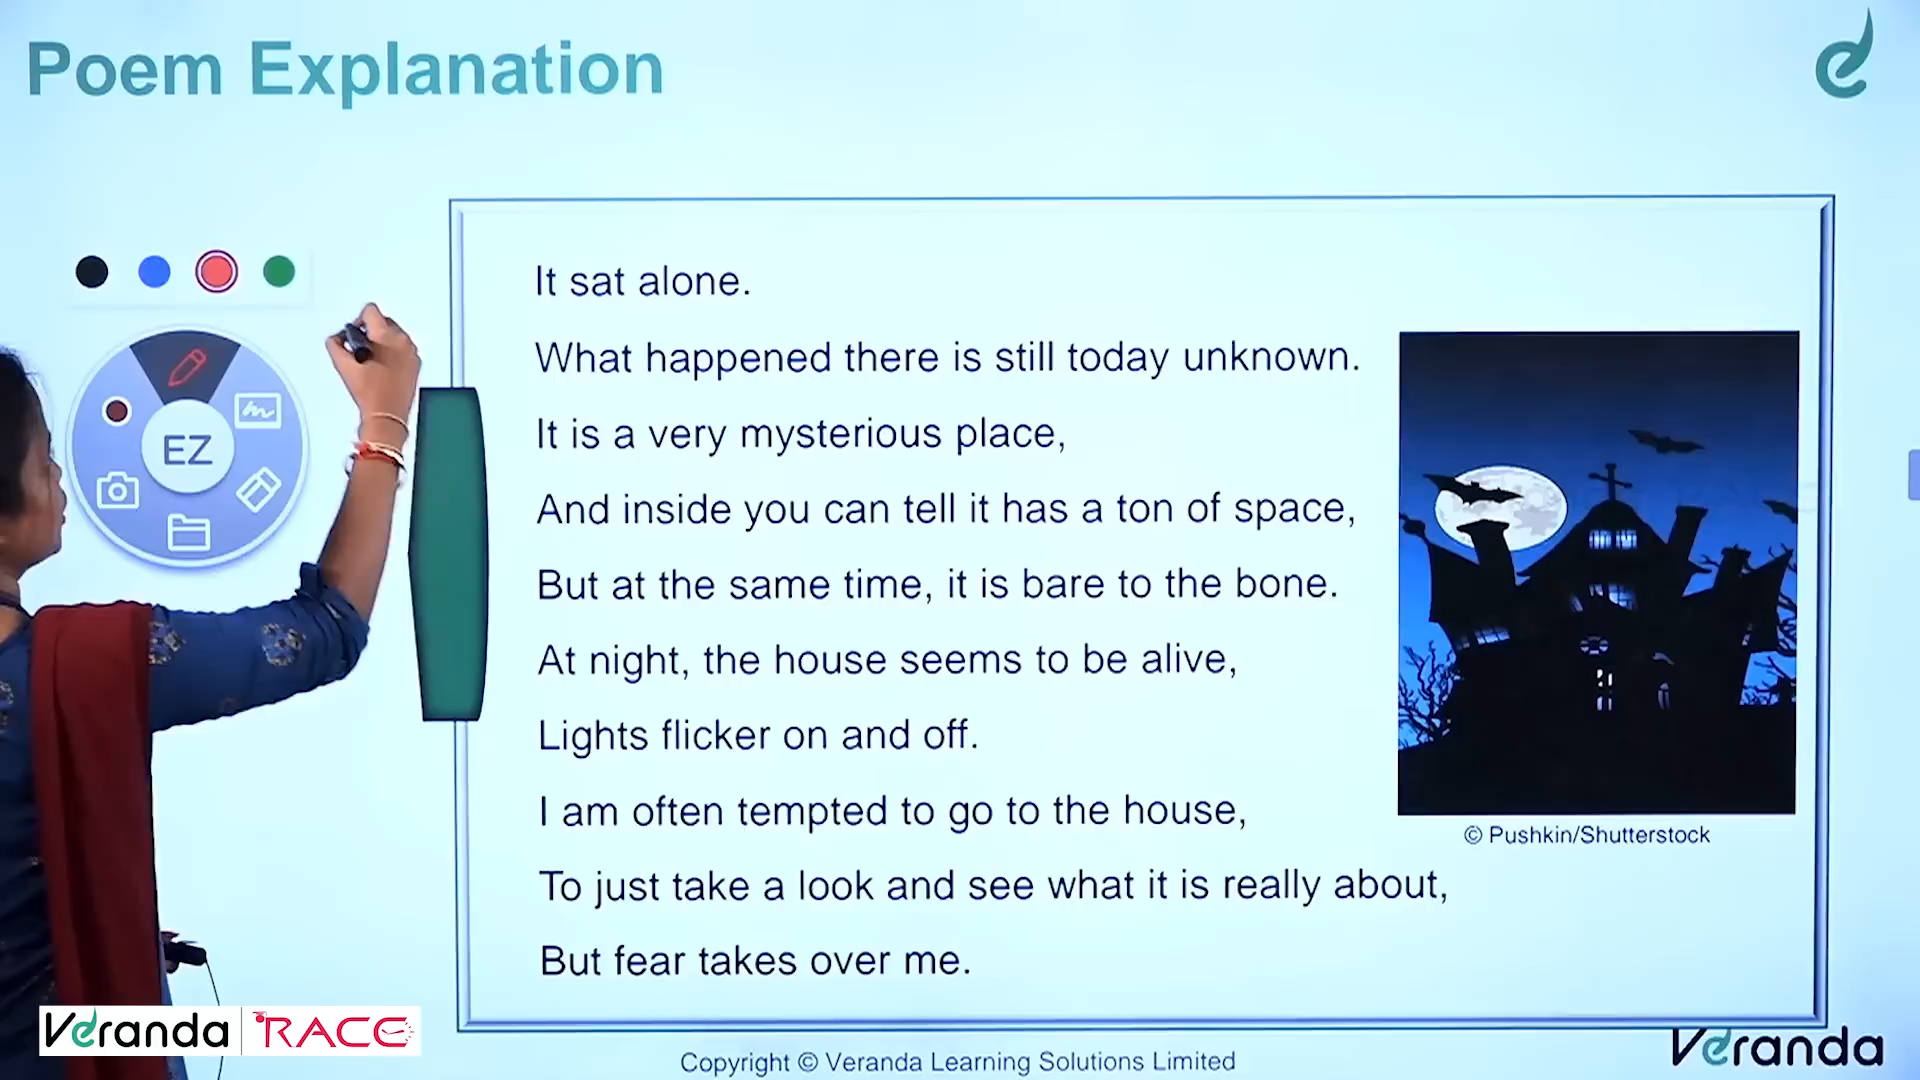 Poem Explanation
It sat alone.
What happened there is still today unknown.
It is a very mysterious place,
And inside you can tell it has a ton of space,
But at the same time, it is bare to the bone.
At night, the house seems to be alive,
Lights flicker on and off.
I am often tempted to go to the house,
To just take a look and see what it is really about,
But fear takes over me.
© Pushkin/Shutterstock
EZ
Veranda RACE
Copyright © Veranda Learning Solutions Limited
Veranda